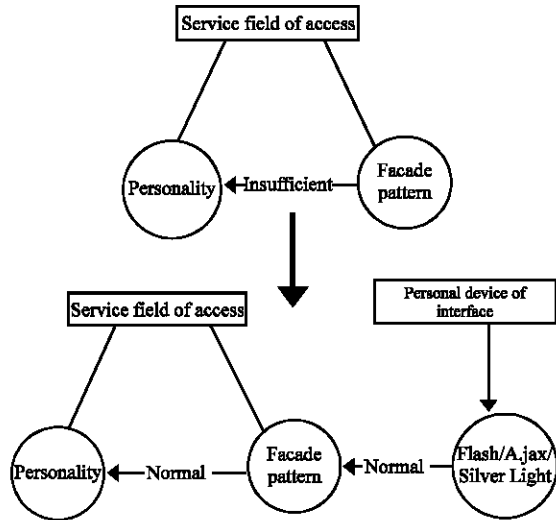 Service field of access
Personality
Insufficient
Facade
pattern
Service field of access
Personal device of
interface
Personality
Normal
Facade
pattern
Normal
Flash/A.jax/
Silver Light